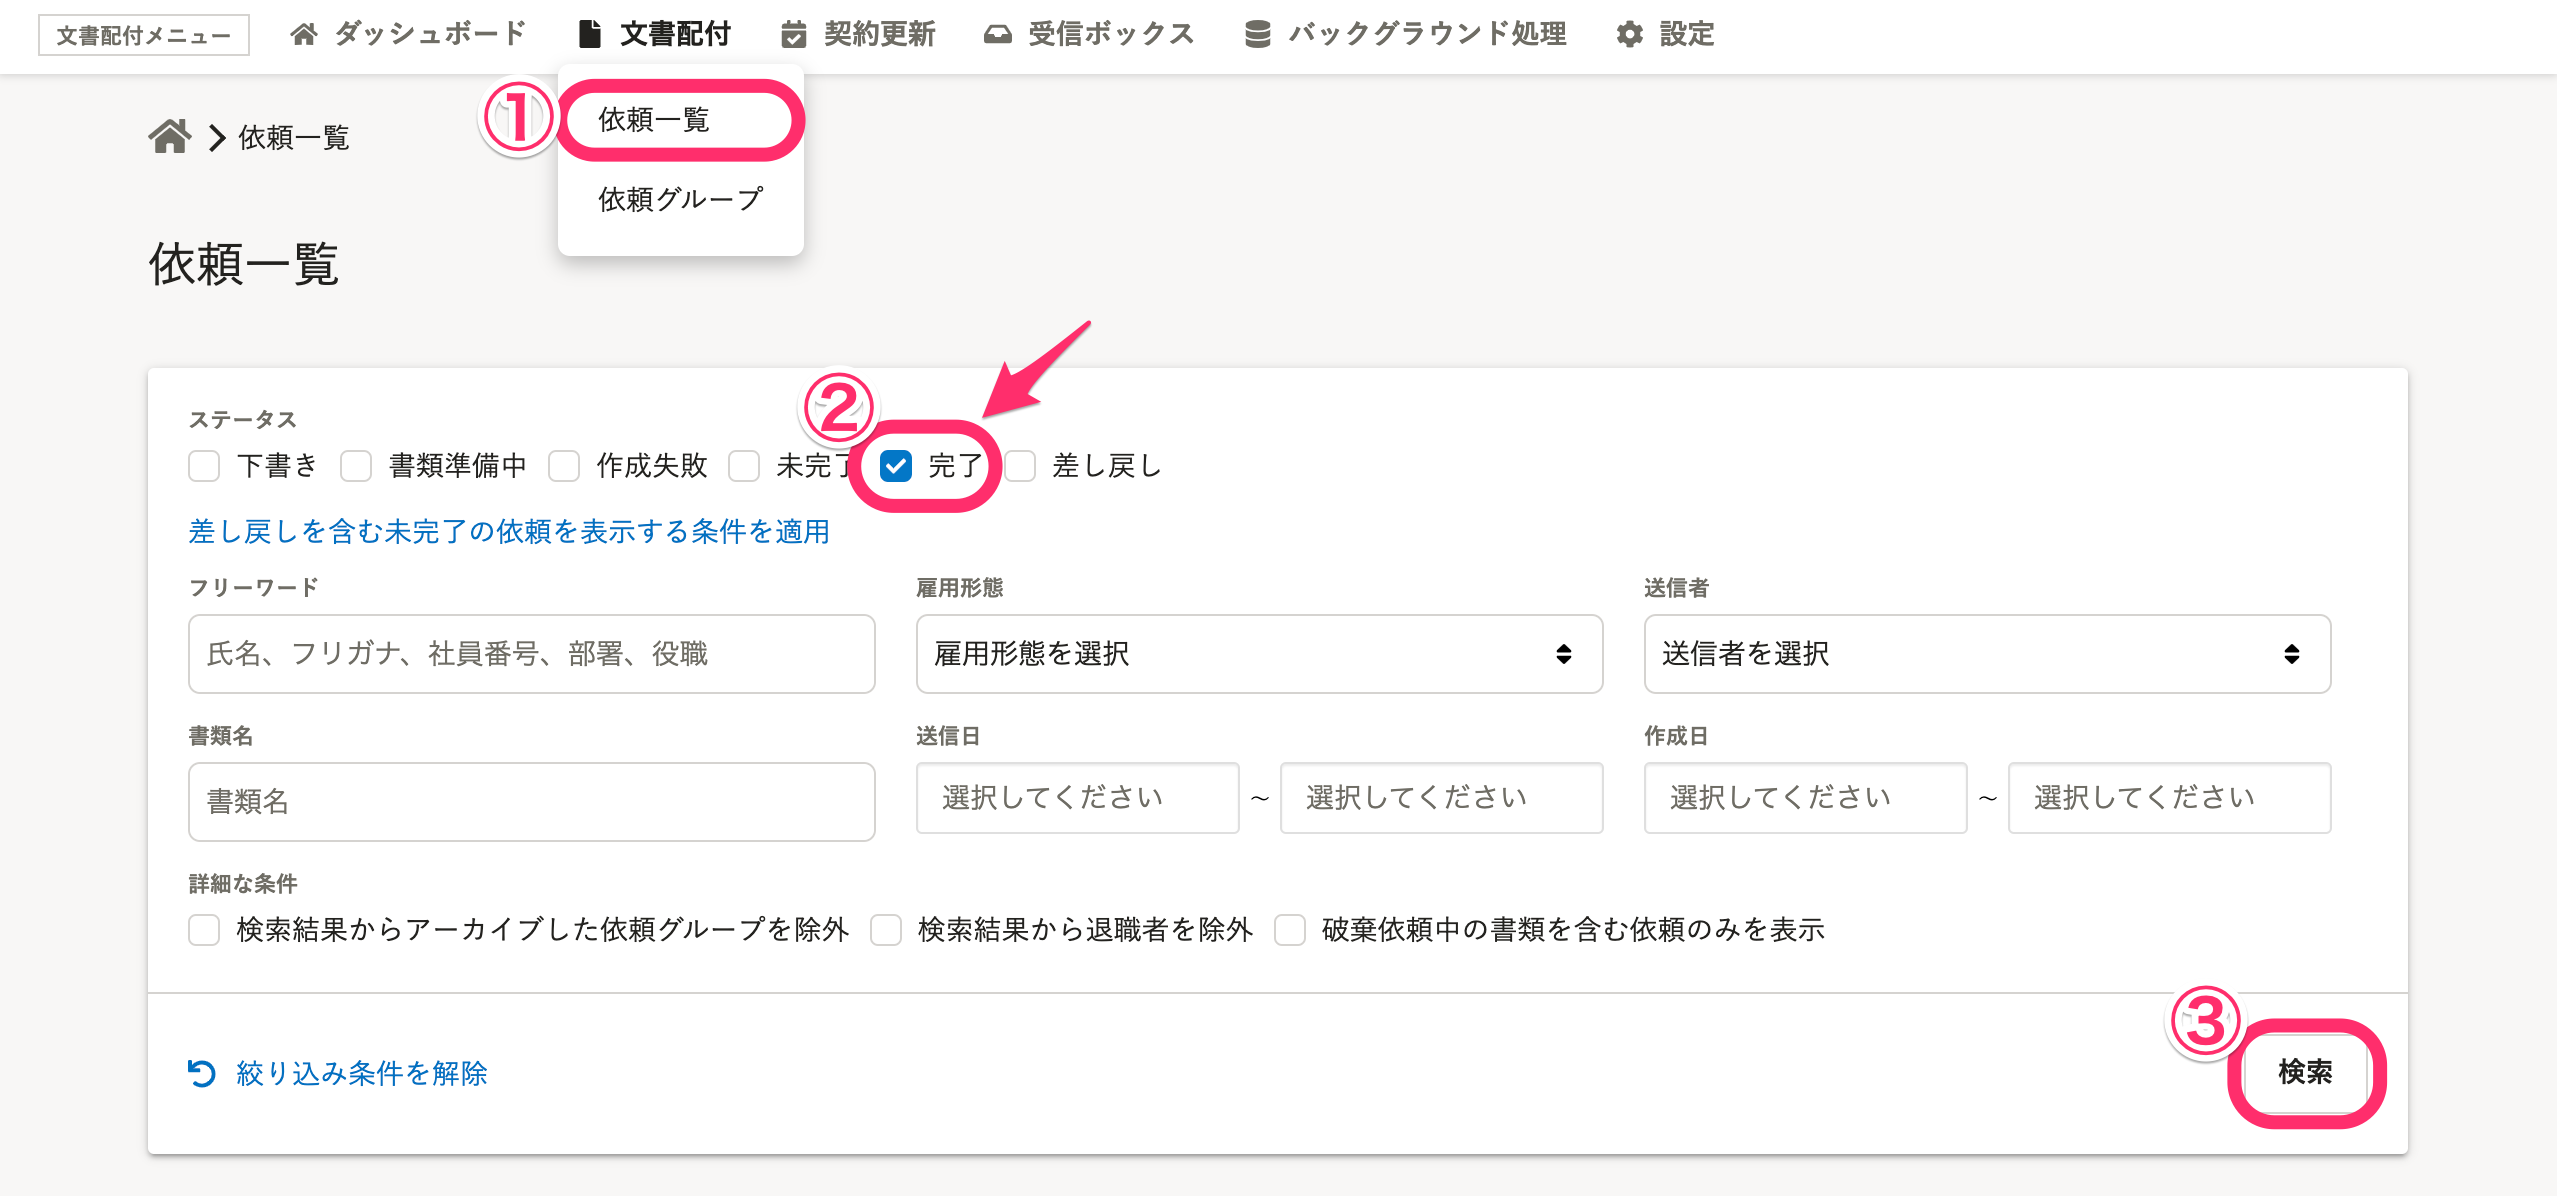 文書配付メニュー ダッシュボード 文書配付 契約更新 受信ボックス バックグラウンド処理 設定
① 依頼一覧
依頼グループ
依頼一覧
依頼一覧
ステータス
②
下書き 書類準備中 作成失敗 未完了 完了 差し戻し
差し戻しを含む未完了の依頼を表示する条件を適用
フリーワード 雇用形態 送信者
氏名、フリガナ、社員番号、部署、役職 雇用形態を選択 送信者を選択
書類名 送信日 作成日
書類名 選択してください ~ 選択してください 選択してください ~ 選択してください
詳細な条件
検索結果からアーカイブした依頼グループを除外 検索結果から退職者を除外 破棄依頼中の書類を含む依頼のみを表示
③
絞り込み条件を解除 検索